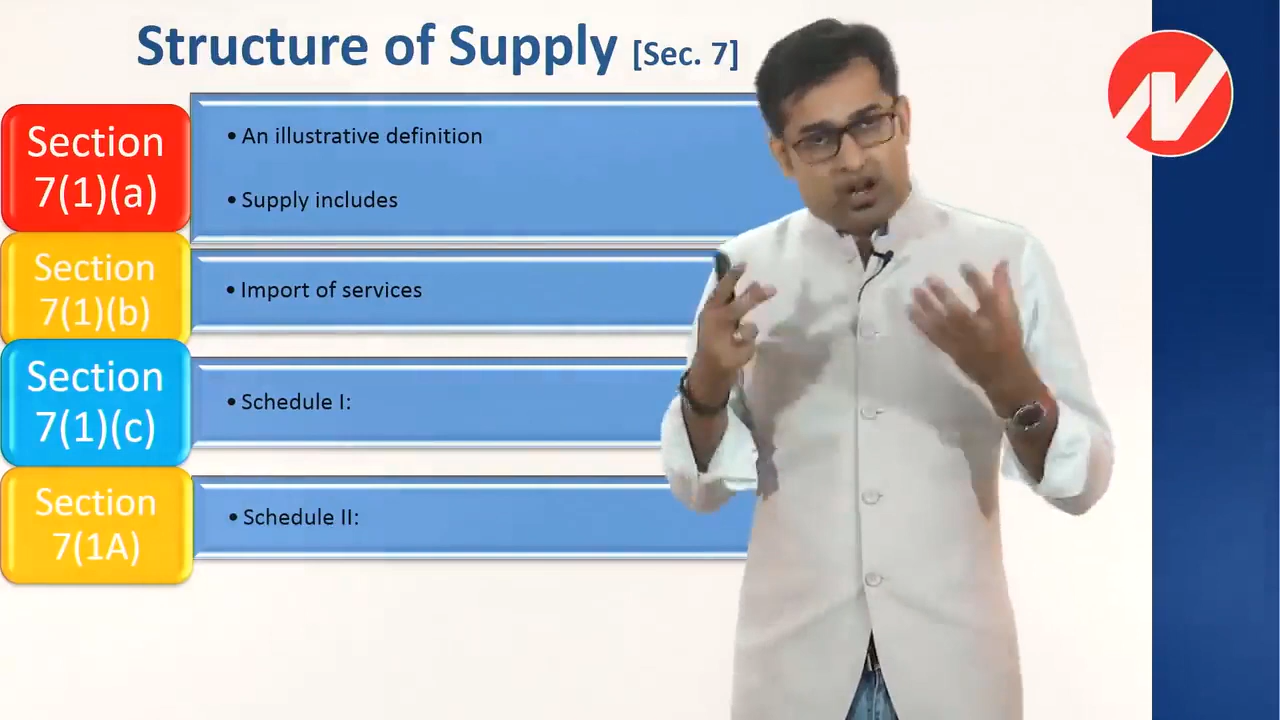 Structure of Supply [Sec. 7]
Section
7(1)(a)
• An illustrative definition
• Supply includes
Section
7(1)(b)
• Import of services
Section
7(1)(c)
• Schedule I:
Section
7(1A)
• Schedule II: